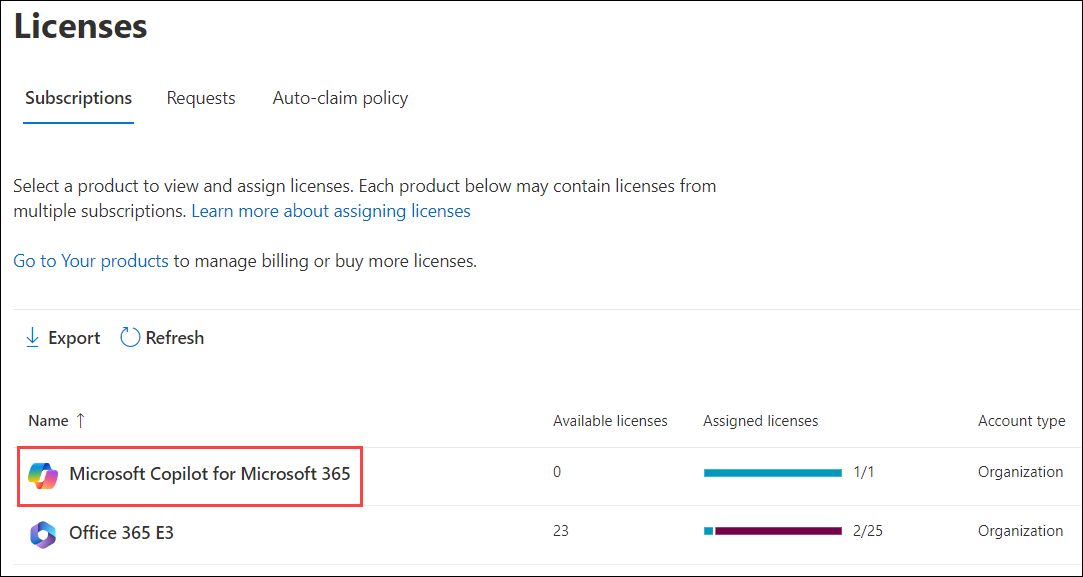 Licenses
Subscriptions Requests Auto-claim policy
Select a product to view and assign licenses. Each product below may contain licenses from
multiple subscriptions. Learn more about assigning licenses
Go to Your products to manage billing or buy more licenses.
Export Refresh
Name ↑ Available licenses Assigned licenses Account type
Microsoft Copilot for Microsoft 365 0 1/1 Organization
Office 365 E3 23 2/25 Organization